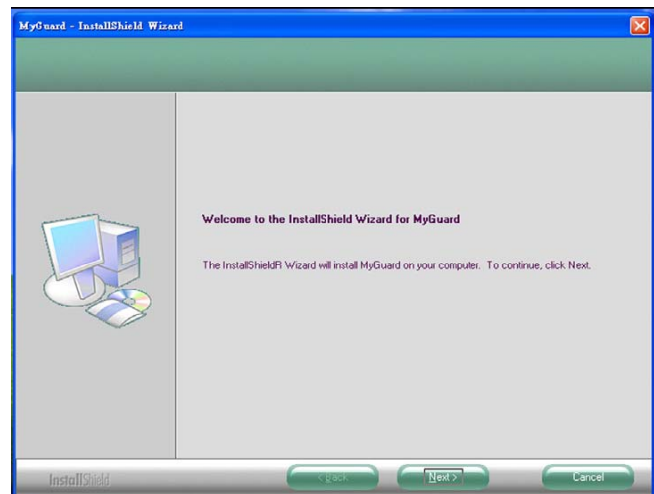 MyGuard - InstallShield Wizard
Welcome to the InstallShield Wizard for MyGuard
The InstallShieldR Wizard will install MyGuard on your computer. To continue, click Next.
InstallShield
< Back
Next >
Cancel